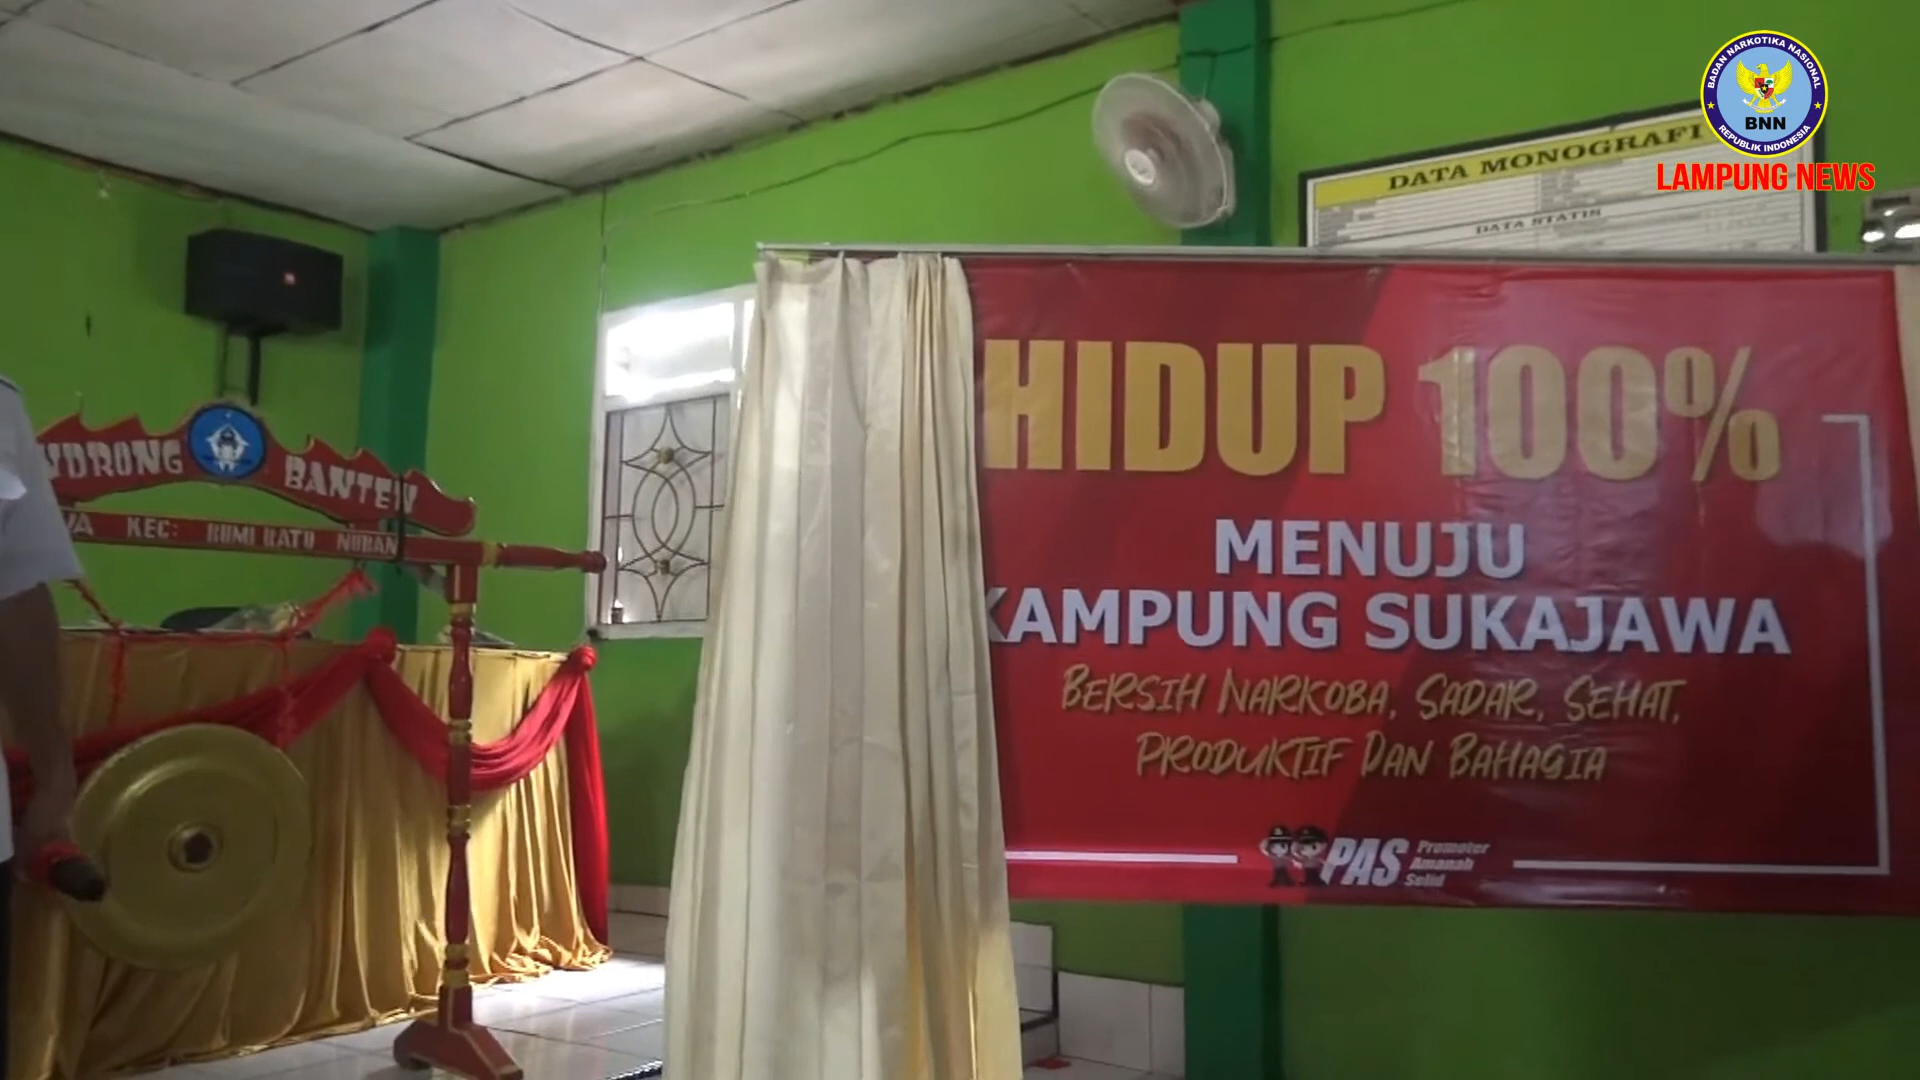 BADAN NARKOTIKA NASIONAL
BNN
REPUBLIK INDONESIA
LAMPUNG NEWS
DATA MONOGRAFI
DATA STATIS
BANTEN
KEC: BUMI RATU NUBAN
HIDUP 100%
MENUJU
KAMPUNG SUKAJAWA
BERSIH NARKOBA, SADAR, SEHAT,
PRODUKTIF DAN BAHAGIA
PAS
Promoter
Amanah
Solid